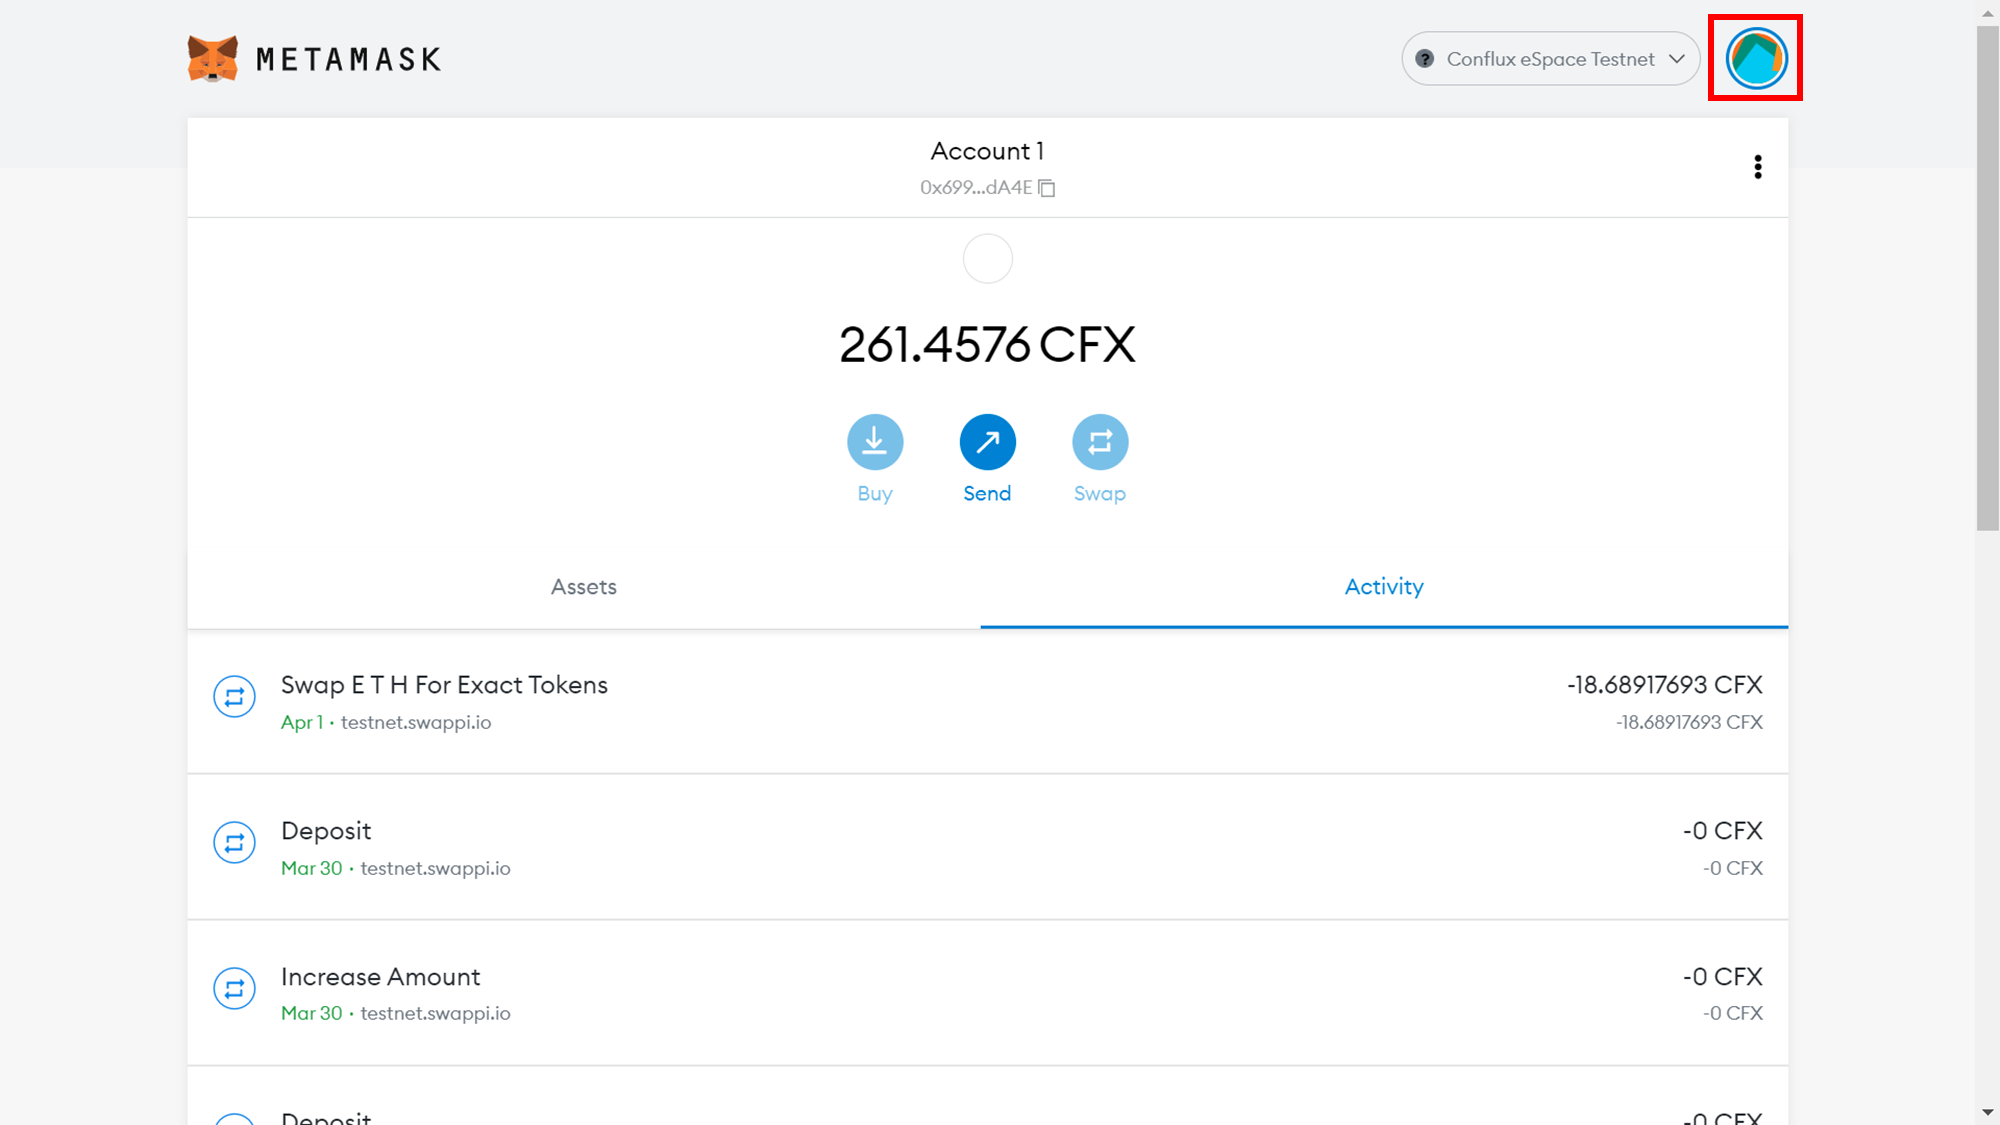 METAMASK
? Conflux eSpace Testnet
Account 1
0x699...dA4E
261.4576 CFX
Buy
Send
Swap
Assets
Activity
Swap E T H For Exact Tokens
-18.68917693 CFX
Apr 1 · testnet.swappi.io
-18.68917693 CFX
Deposit
-0 CFX
Mar 30 · testnet.swappi.io
-0 CFX
Increase Amount
-0 CFX
Mar 30 · testnet.swappi.io
-0 CFX
Deposit
-0 CFX